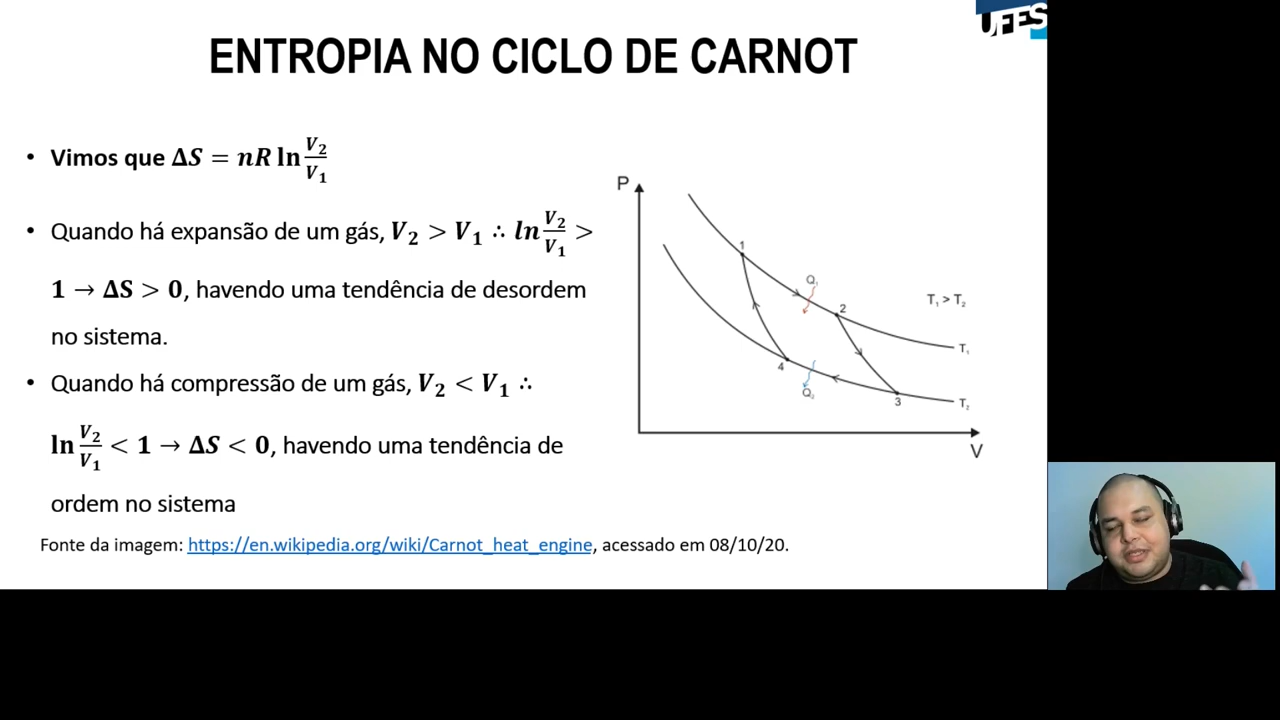 UFES
ENTROPIA NO CICLO DE CARNOT
• Vimos que ΔS = nR ln V₂/V₁
• Quando há expansão de um gás, V₂ > V₁ ∴ ln V₂/V₁ >
1 → ΔS > 0, havendo uma tendência de desordem
no sistema.
• Quando há compressão de um gás, V₂ < V₁ ∴
ln V₂/V₁ < 1 → ΔS < 0, havendo uma tendência de
ordem no sistema
P
1
Q₁
2
T₁ > T₂
T₁
4
Q₂
3
T₂
V
Fonte da imagem: https://en.wikipedia.org/wiki/Carnot_heat_engine, acessado em 08/10/20.